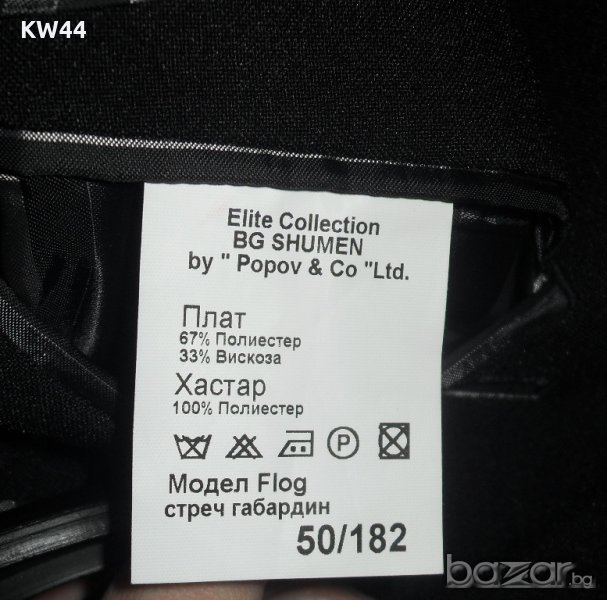 KW44
Elite Collection
BG SHUMEN
by " Popov & Co "Ltd.
Плат
67% Полиестер
33% Вискоза
Хастар
100% Полиестер
P
Модел Flog
стреч габардин
50/182
bazar.bg